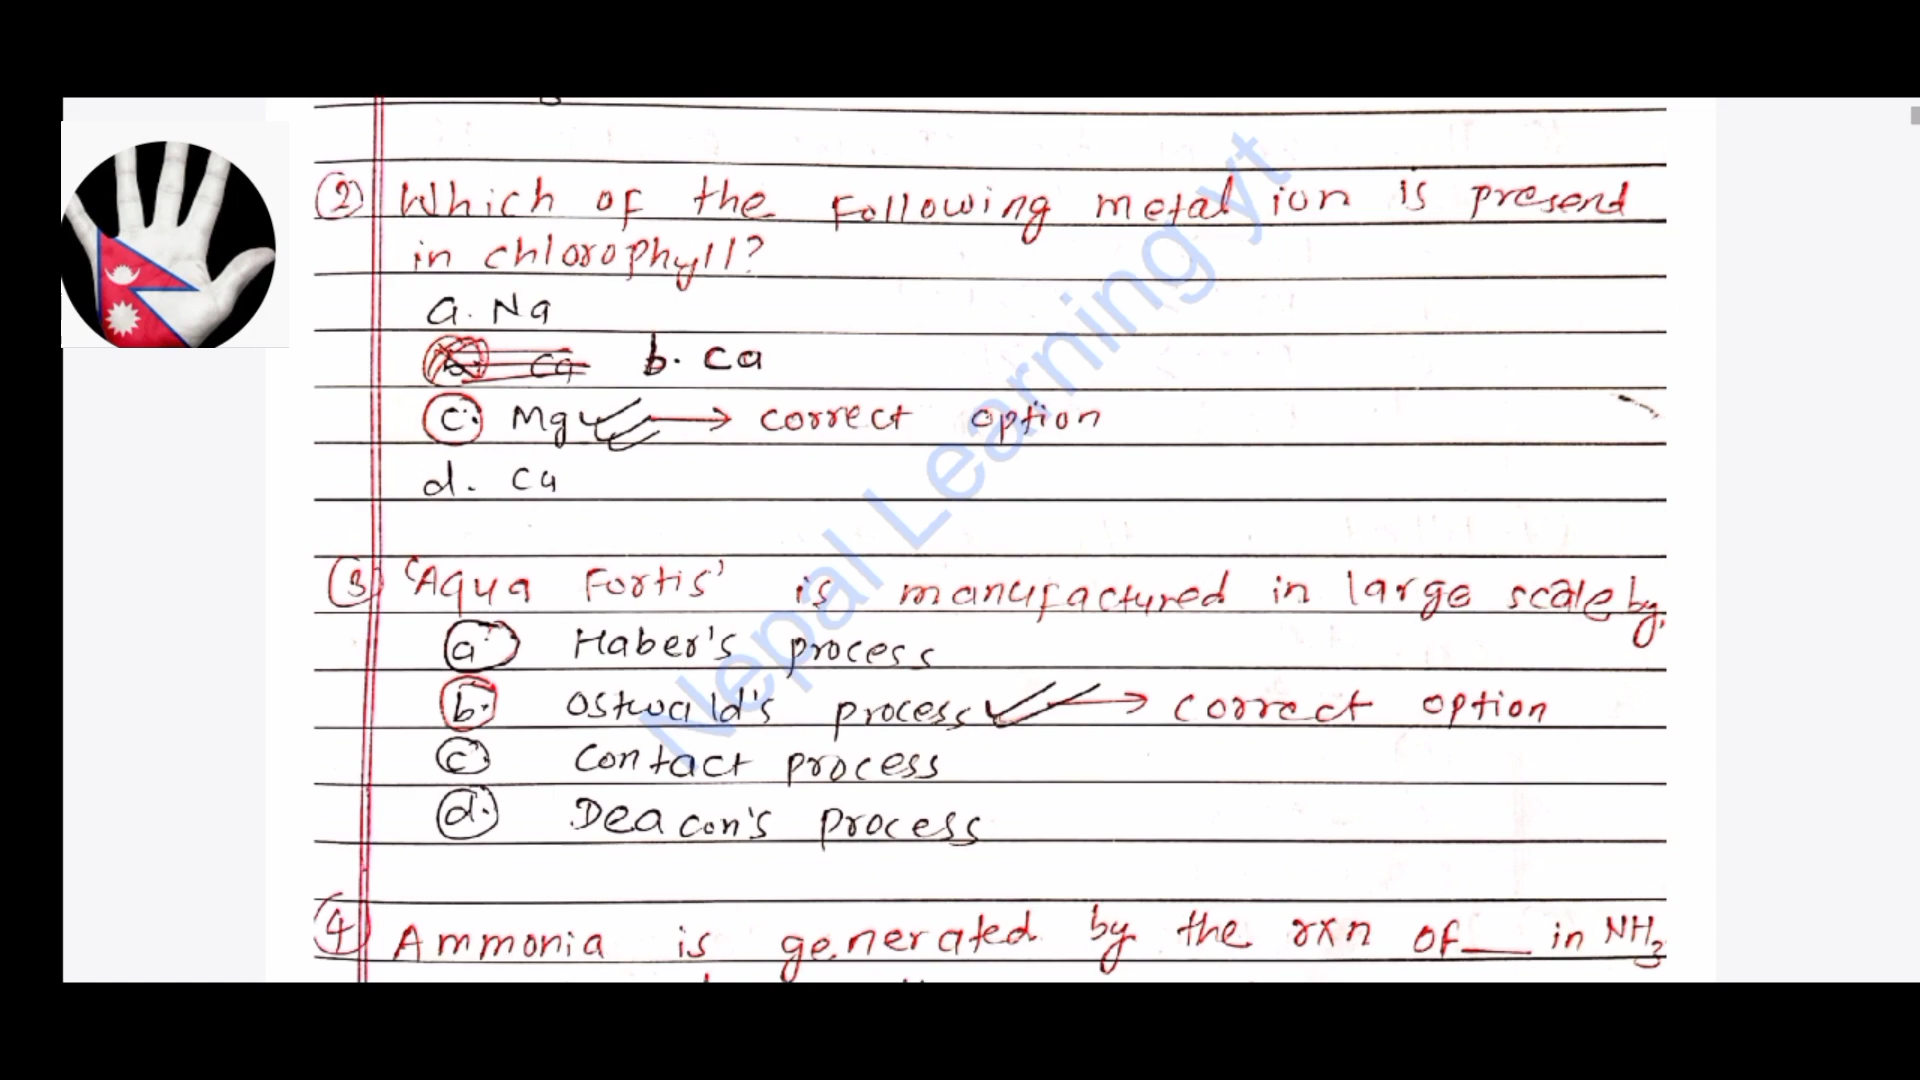 ② Which of the following metal ion is present
in chlorophyll?
a. Na
b. Ca
c. Mg → correct option
d. Cu
③ 'Aqua Fortis' is manufactured in large scale by,
a. Haber's process
b. Ostwald's process → correct option
c. Contact process
d. Deacon's process
④ Ammonia is generated by the rxn of ___ in NH3
Nepal Learning yt